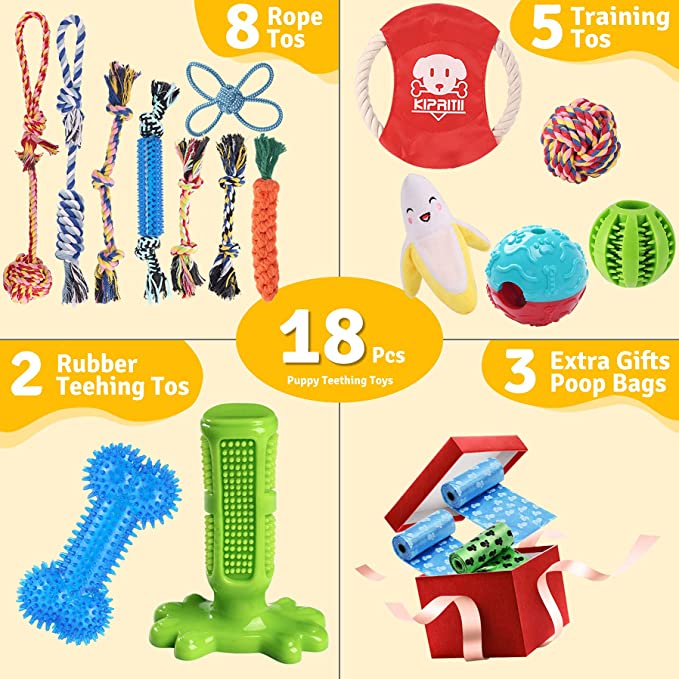 8 Rope
Tos
5 Training
Tos
KIPRITII
18 Pcs
Puppy Teething Toys
2 Rubber
Teehing Tos
3 Extra Gifts
Poop Bags